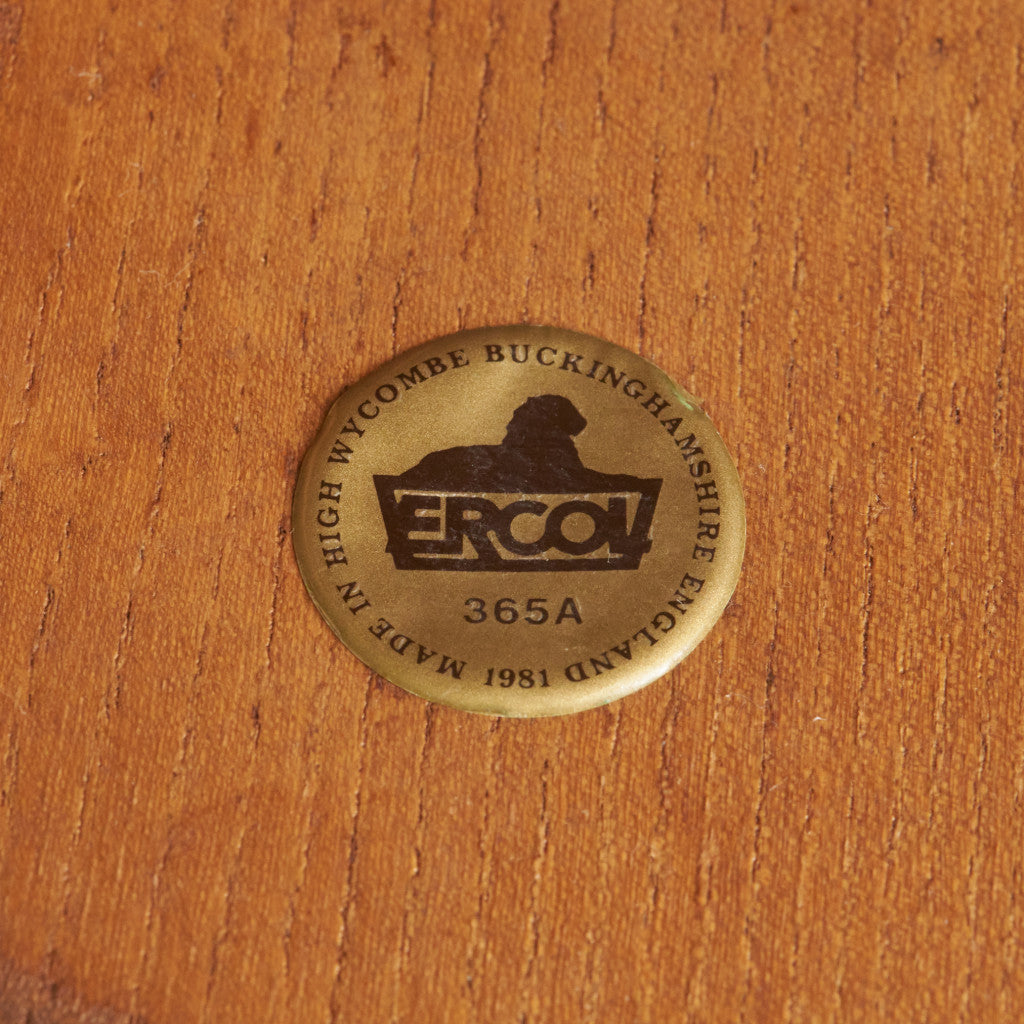 MADE IN HIGH WYCOMBE BUCKINGHAMSHIRE ENGLAND
ERCOL
365A
1981